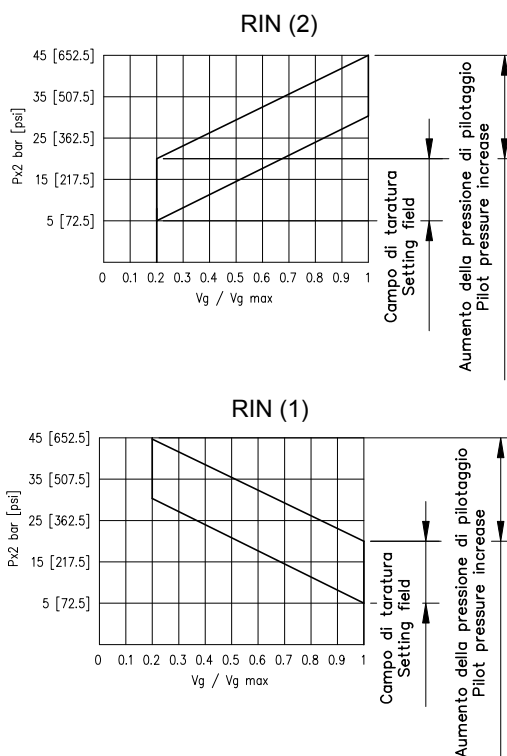 RIN (2)
45 [652.5]
35 [507.5]
25 [362.5]
15 [217.5]
5 [72.5]
Px2 bar [psi]
0 0.1 0.2 0.3 0.4 0.5 0.6 0.7 0.8 0.9 1
Vg / Vg max
Campo di taratura
Setting field
Aumento della pressione di pilotaggio
Pilot pressure increase
RIN (1)
45 [652.5]
35 [507.5]
25 [362.5]
15 [217.5]
5 [72.5]
Px2 bar [psi]
0 0.1 0.2 0.3 0.4 0.5 0.6 0.7 0.8 0.9 1
Vg / Vg max
Campo di taratura
Setting field
Aumento della pressione di pilotaggio
Pilot pressure increase